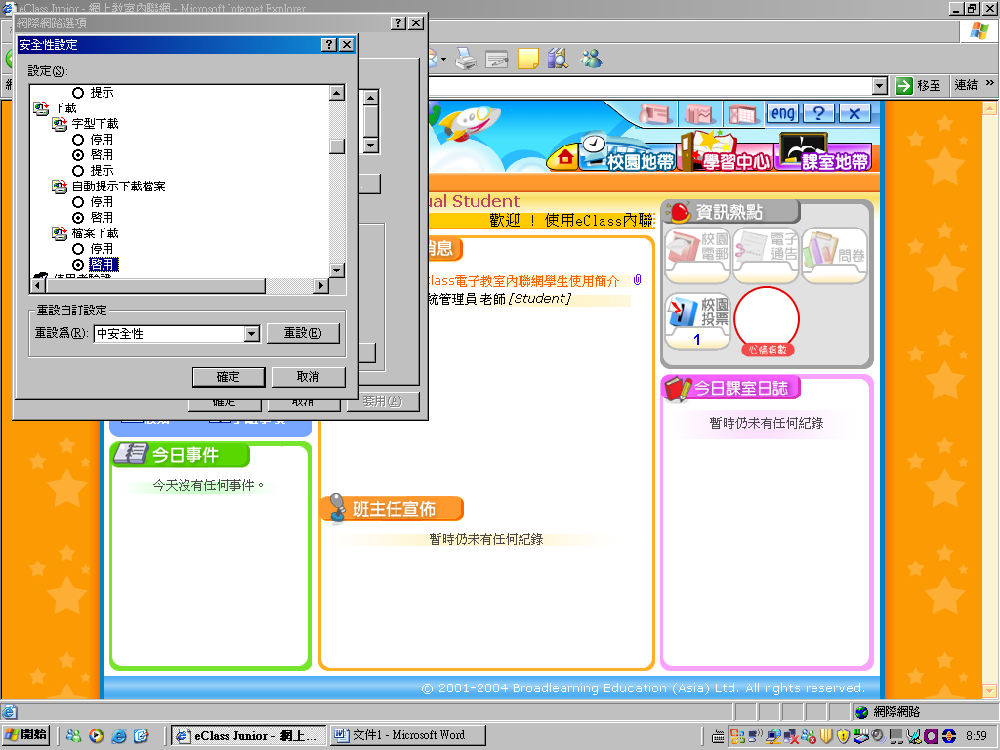 eClass Junior - 網上教室內聯網 - Microsoft Internet Explorer
網際網路選項
安全性設定
設定(S):
提示
下載
字型下載
停用
啓用
提示
自動提示下載檔案
停用
啓用
檔案下載
停用
啓用
使用者驗證
重設自訂設定
重設為(R):
中安全性
重設(E)
確定
取消
確定
取消
套用(A)
移至
連結
»
eng
?
校園地帶
學習中心
課室地帶
ual Student
歡迎 ! 使用eClass內聯
消息
Class電子教室內聯網學生使用簡介
統管理員 老師 [Student]
資訊熱點
校園電郵
電子通告
問卷
校園投票
1
心情指數
今日課室日誌
暫時仍未有任何紀錄
今日事件
今天沒有任何事件。
班主任宣佈
暫時仍未有任何紀錄
© 2001-2004 Broadlearning Education (Asia) Ltd. All rights reserved.
網際網路
開始
eClass Junior - 網上...
文件1 - Microsoft Word
8:59